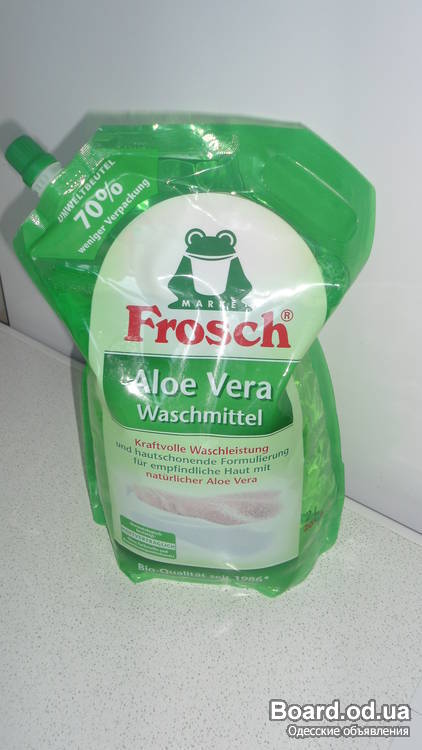 UMWELTBEUTEL
70%
weniger Verpackung
MARKE
Frosch®
Aloe Vera
Waschmittel
Kraftvolle Waschleistung
und hautschonende Formulierung
für empfindliche Haut mit
natürlicher Aloe Vera
HAUTVERTRÄGLICH
Bio-Qualität seit 1986*
Board.od.ua
Одесские объявления